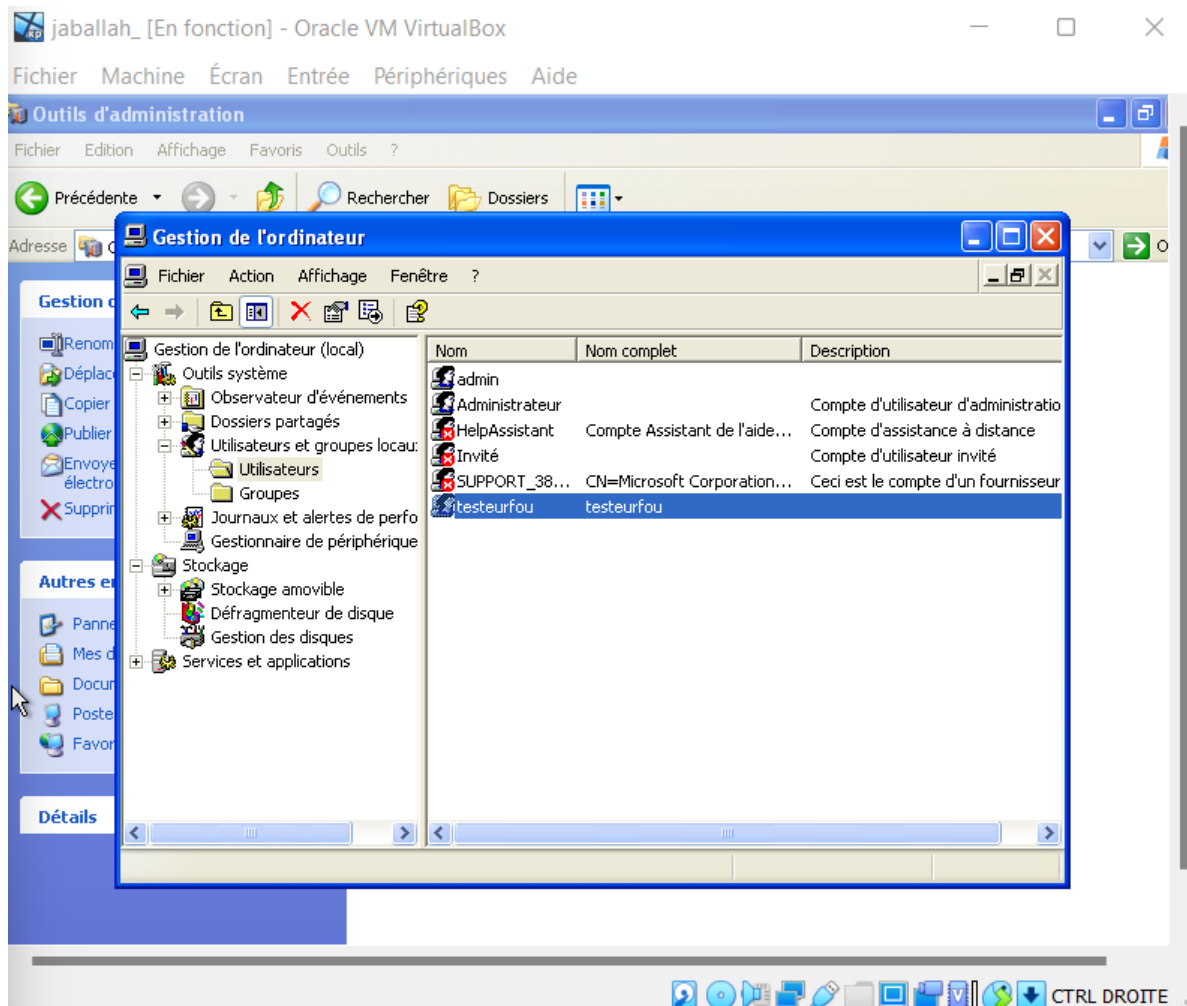 jaballah_ [En fonction] - Oracle VM VirtualBox
Fichier Machine Écran Entrée Périphériques Aide
Outils d'administration
Fichier Edition Affichage Favoris Outils ?
Précédente Rechercher Dossiers
Adresse
Gestion de l'ordinateur
Fichier Action Affichage Fenêtre ?
Gestion d
Renom
Déplac
Copier
Publier
Envoye
électro
Supprir
Autres er
Panne
Mes d
Docur
Poste
Favor
Détails
Gestion de l'ordinateur (local)
Outils système
Observateur d'événements
Dossiers partagés
Utilisateurs et groupes locau
Utilisateurs
Groupes
Journaux et alertes de perfo
Gestionnaire de périphérique
Stockage
Stockage amovible
Défragmenteur de disque
Gestion des disques
Services et applications
Nom Nom complet Description
admin
Administrateur Compte d'utilisateur d'administratio
HelpAssistant Compte Assistant de l'aide... Compte d'assistance à distance
Invité Compte d'utilisateur invité
SUPPORT_38... CN=Microsoft Corporation... Ceci est le compte d'un fournisseur
testeurfou testeurfou
CTRL DROITE